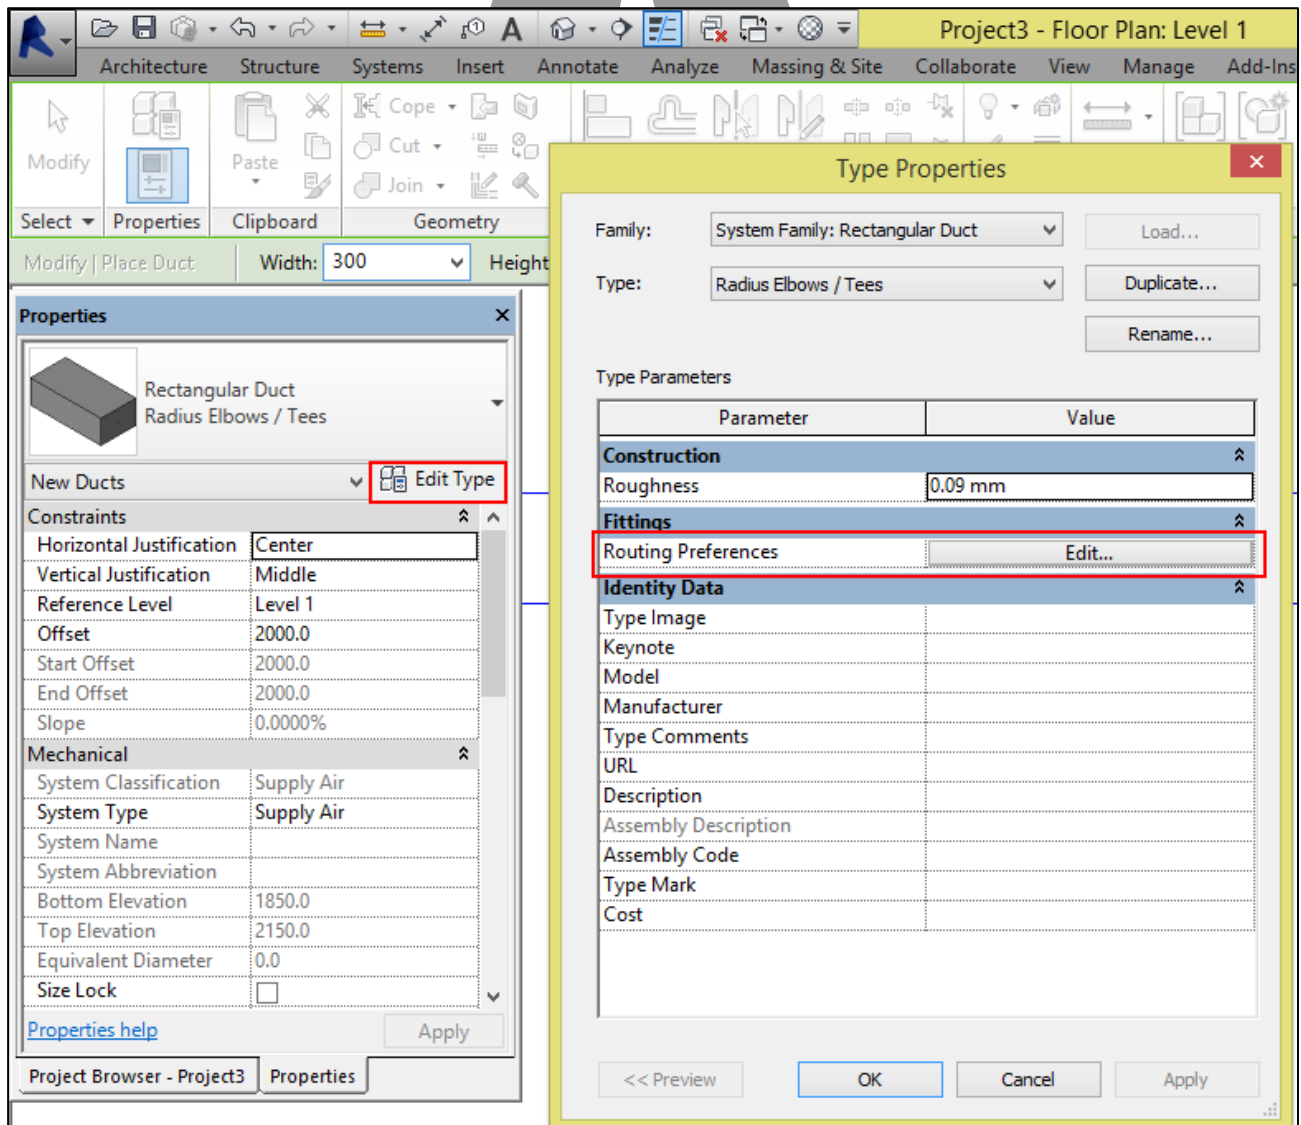 Project3 - Floor Plan: Level 1
Architecture Structure Systems Insert Annotate Analyze Massing & Site Collaborate View Manage Add-Ins
Modify
Paste
Cope
Cut
Join
Select Properties Clipboard Geometry
Modify | Place Duct Width: 300 Height
Properties
Rectangular Duct
Radius Elbows / Tees
New Ducts Edit Type
Constraints
Horizontal Justification Center
Vertical Justification Middle
Reference Level Level 1
Offset 2000.0
Start Offset 2000.0
End Offset 2000.0
Slope 0.0000%
Mechanical
System Classification Supply Air
System Type Supply Air
System Name
System Abbreviation
Bottom Elevation 1850.0
Top Elevation 2150.0
Equivalent Diameter 0.0
Size Lock
Properties help Apply
Project Browser - Project3 Properties
Type Properties
Family: System Family: Rectangular Duct Load...
Type: Radius Elbows / Tees Duplicate...
Rename...
Type Parameters
Parameter Value
Construction
Roughness 0.09 mm
Fittings
Routing Preferences Edit...
Identity Data
Type Image
Keynote
Model
Manufacturer
Type Comments
URL
Description
Assembly Description
Assembly Code
Type Mark
Cost
<< Preview OK Cancel Apply